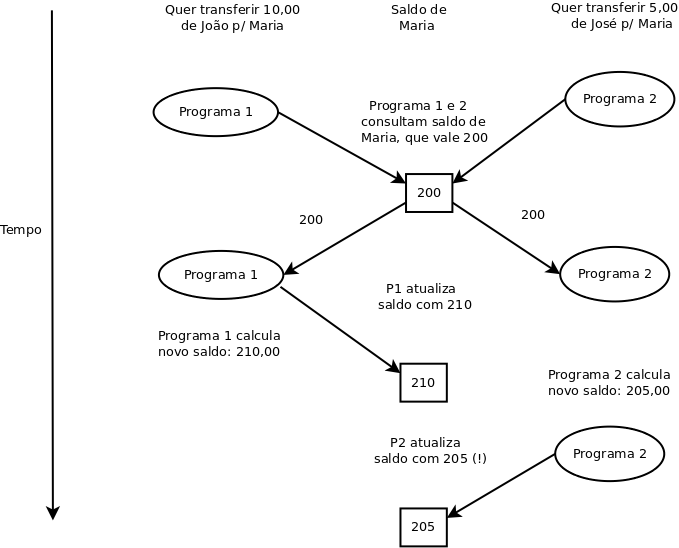 Quer transferir 10,00
de João p/ Maria
Saldo de
Maria
Quer transferir 5,00
de José p/ Maria
Programa 1
Programa 1 e 2
consultam saldo de
Maria, que vale 200
Programa 2
200
Tempo
200
200
Programa 1
Programa 2
P1 atualiza
saldo com 210
Programa 1 calcula
novo saldo: 210,00
210
Programa 2 calcula
novo saldo: 205,00
P2 atualiza
saldo com 205 (!)
Programa 2
205